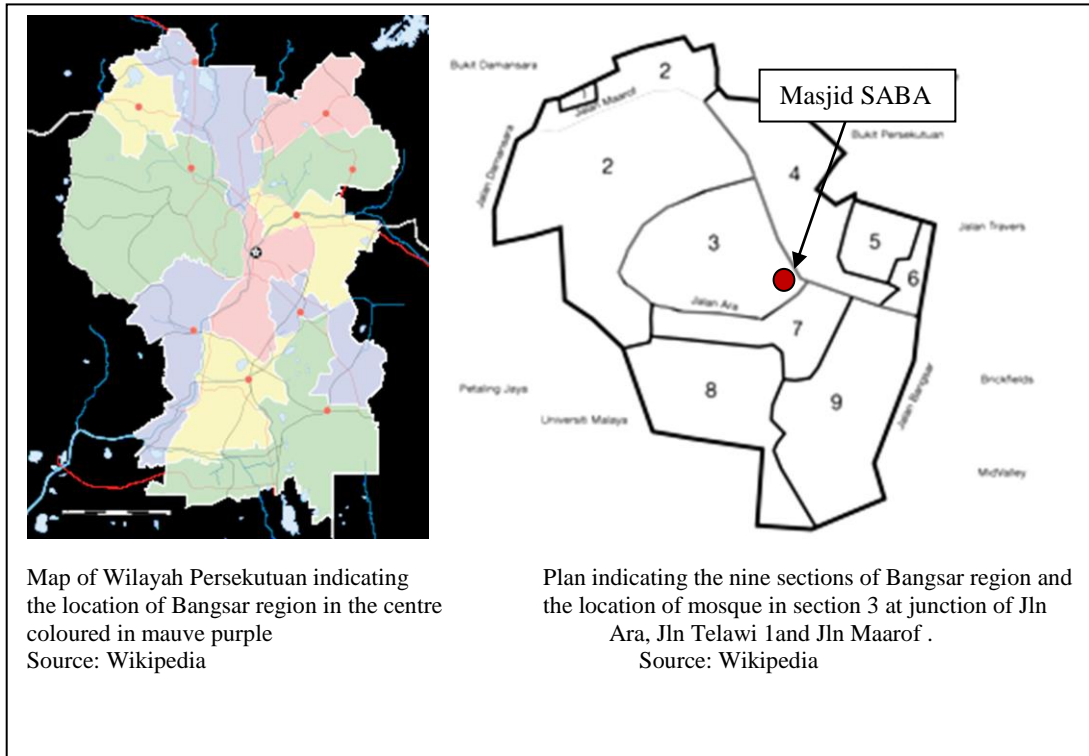 Masjid SABA
Bukit Damansara
2
1
Jalan Maarof
Bukit Persekutuan
4
2
Jalan Damansara
3
5
Jalan Travers
6
Jalan Ara
7
8
9
Petaling Jaya
Universiti Malaya
Jalan Bangsar
Brickfields
MidValley
Map of Wilayah Persekutuan indicating
the location of Bangsar region in the centre
coloured in mauve purple
Source: Wikipedia
Plan indicating the nine sections of Bangsar region and
the location of mosque in section 3 at junction of Jln
Ara, Jln Telawi 1and Jln Maarof .
Source: Wikipedia